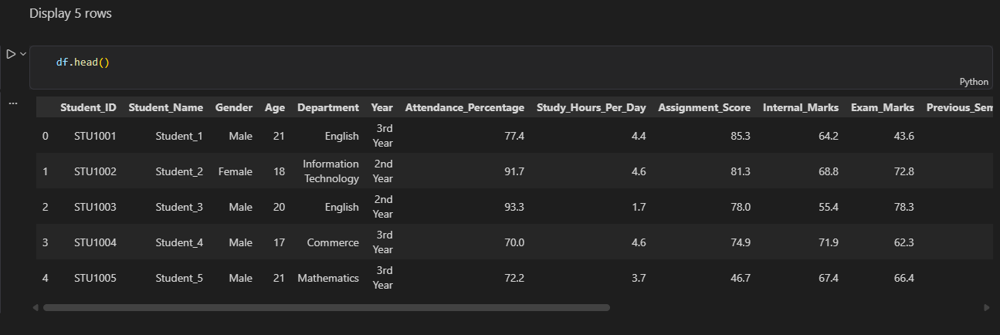 Display 5 rows
df.head()
Python
Student_ID Student_Name Gender Age Department Year Attendance_Percentage Study_Hours_Per_Day Assignment_Score Internal_Marks Exam_Marks Previous_Sem
0 STU1001 Student_1 Male 21 English 3rd Year 77.4 4.4 85.3 64.2 43.6
1 STU1002 Student_2 Female 18 Information Technology 2nd Year 91.7 4.6 81.3 68.8 72.8
2 STU1003 Student_3 Male 20 English 2nd Year 93.3 1.7 78.0 55.4 78.3
3 STU1004 Student_4 Male 17 Commerce 3rd Year 70.0 4.6 74.9 71.9 62.3
4 STU1005 Student_5 Male 21 Mathematics 3rd Year 72.2 3.7 46.7 67.4 66.4